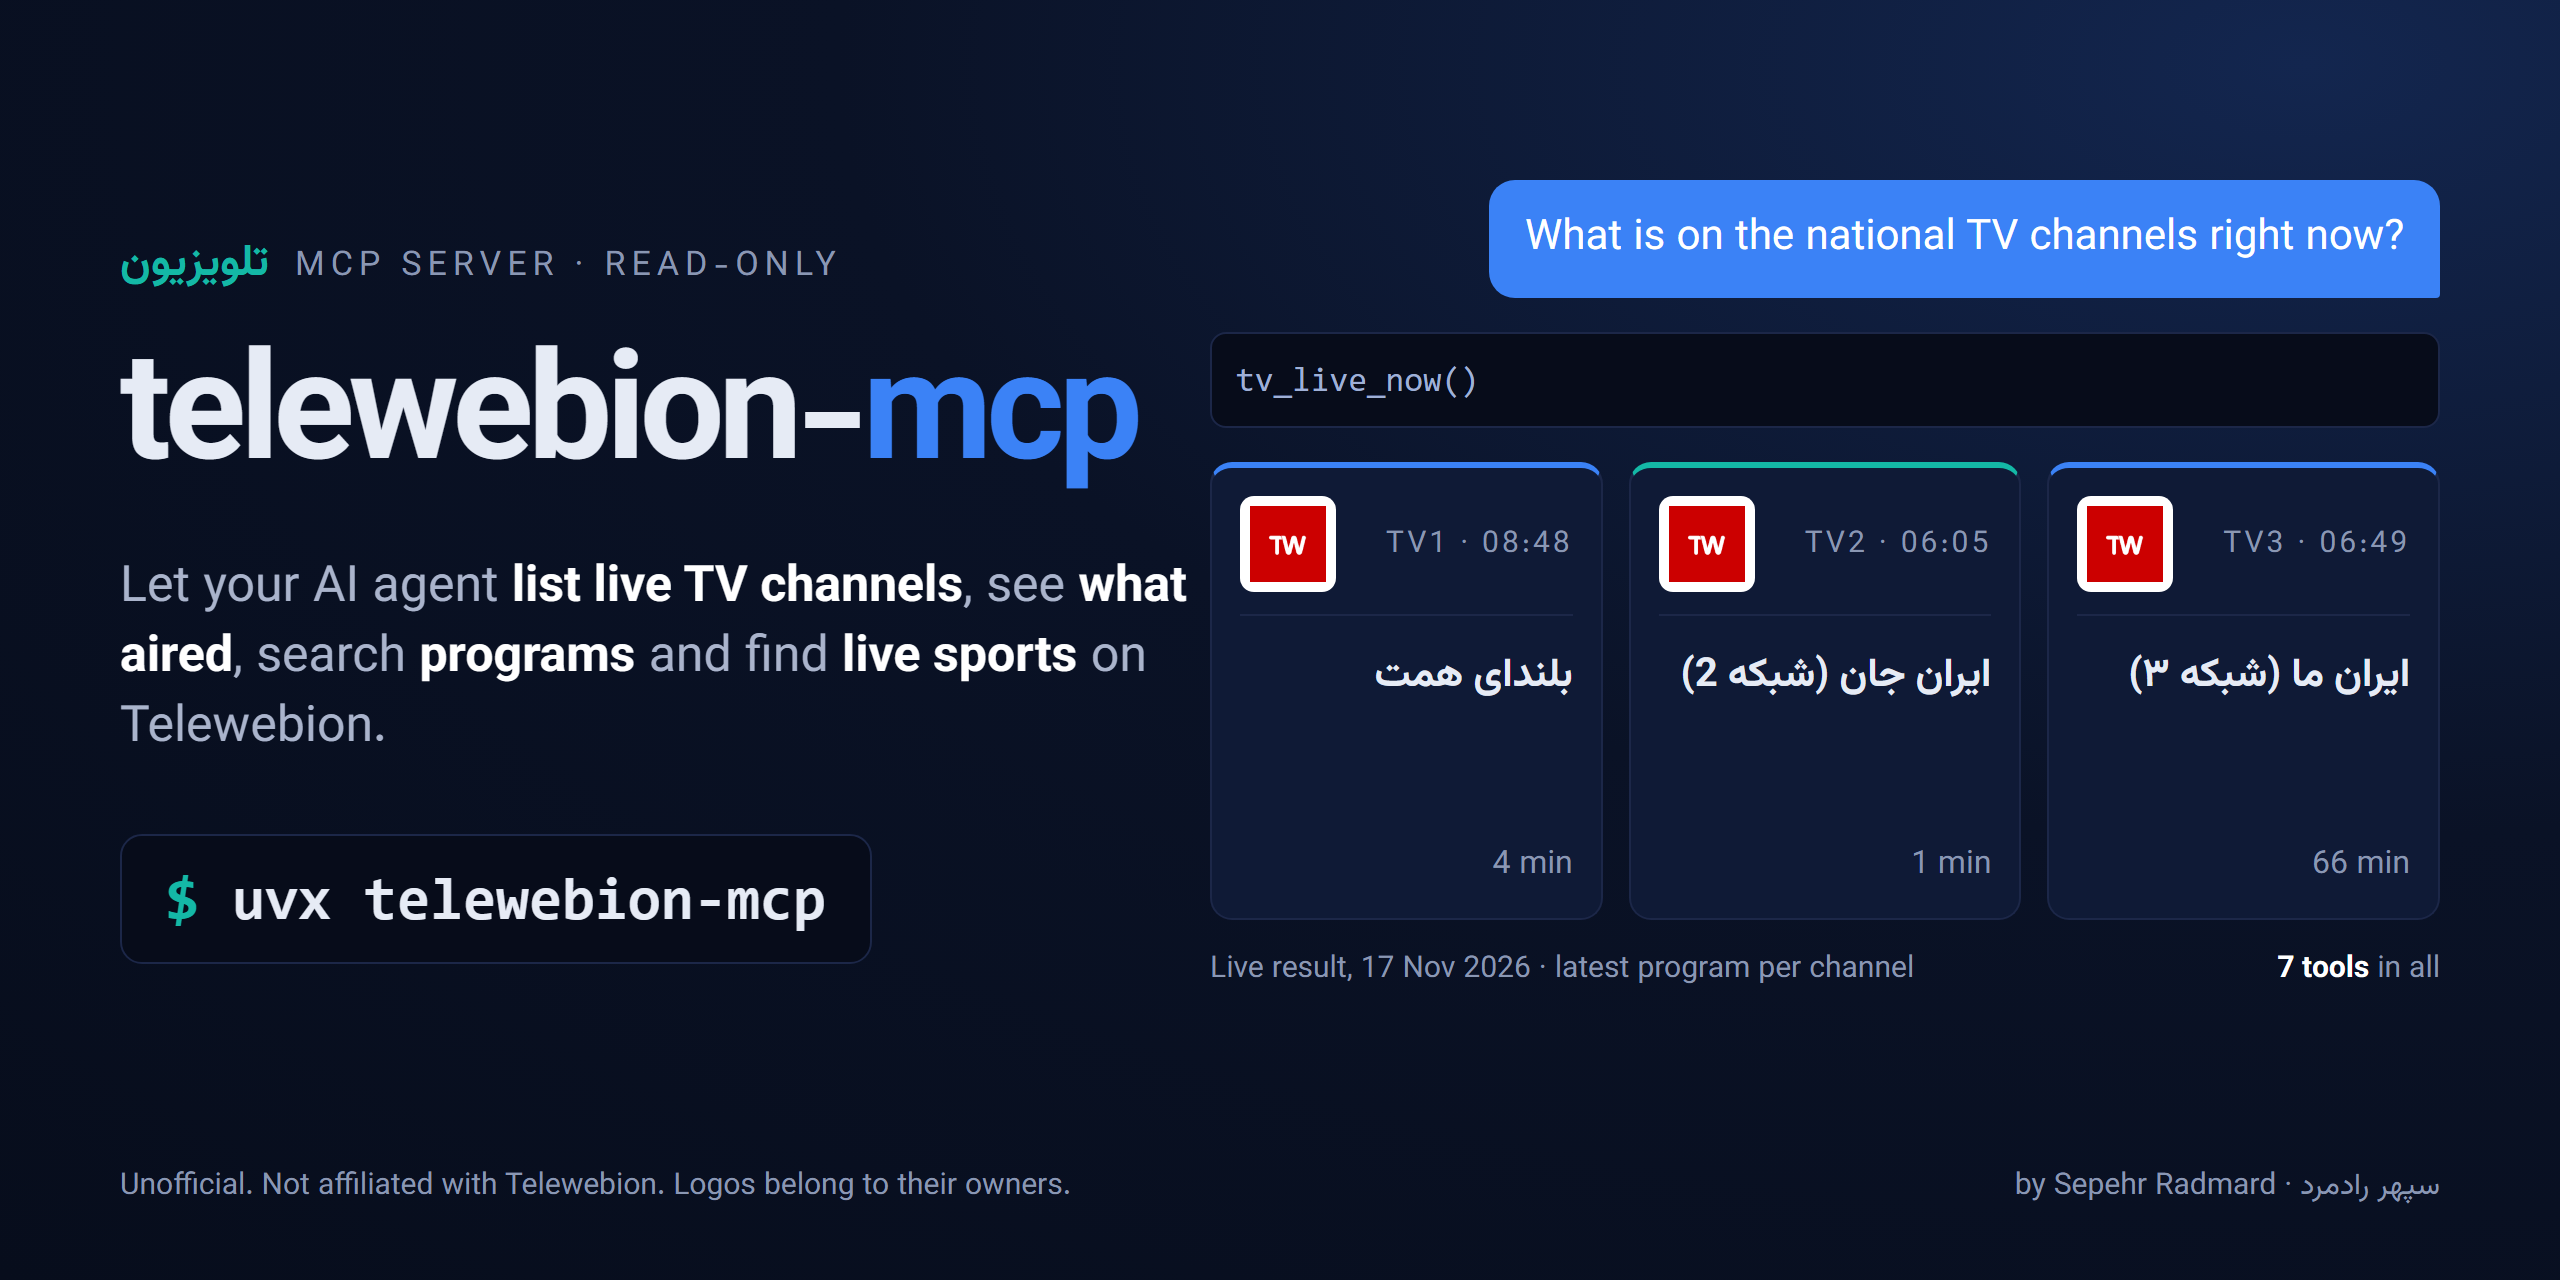 تلویزیون MCP SERVER · READ-ONLY
telewebion-mcp
Let your AI agent list live TV channels, see what
aired, search programs and find live sports on
Telewebion.
$ uvx telewebion-mcp
What is on the national TV channels right now?
tv_live_now()
TW TV1 · 08:48
بلندای همت
4 min
TW TV2 · 06:05
ایران جان (شبکه 2)
1 min
TW TV3 · 06:49
ایران ما (شبکه ۳)
66 min
Live result, 17 Nov 2026 · latest program per channel
7 tools in all
Unofficial. Not affiliated with Telewebion. Logos belong to their owners.
by Sepehr Radmard · سپهر رادمرد